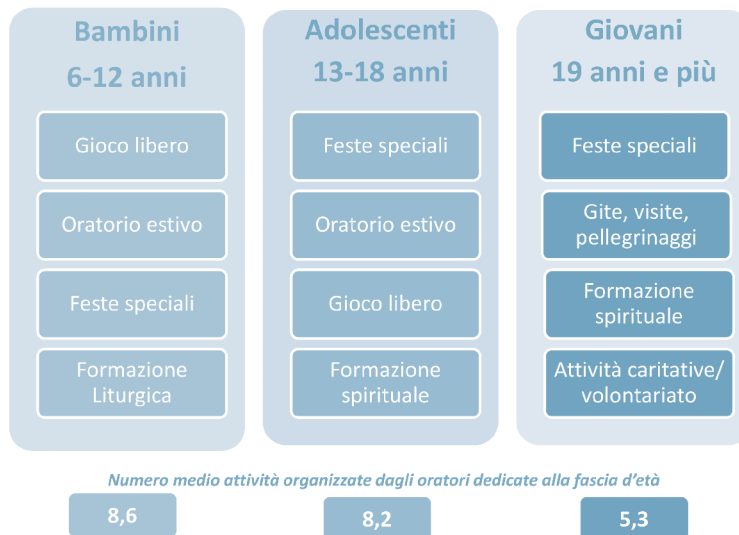 Bambini
6-12 anni
Gioco libero
Oratorio estivo
Feste speciali
Formazione
Liturgica
Adolescenti
13-18 anni
Feste speciali
Oratorio estivo
Gioco libero
Formazione
spirituale
Giovani
19 anni e più
Feste speciali
Gite, visite,
pellegrinaggi
Formazione
spirituale
Attività caritative/
volontariato
Numero medio attività organizzate dagli oratori dedicate alla fascia d'età
8,6
8,2
5,3